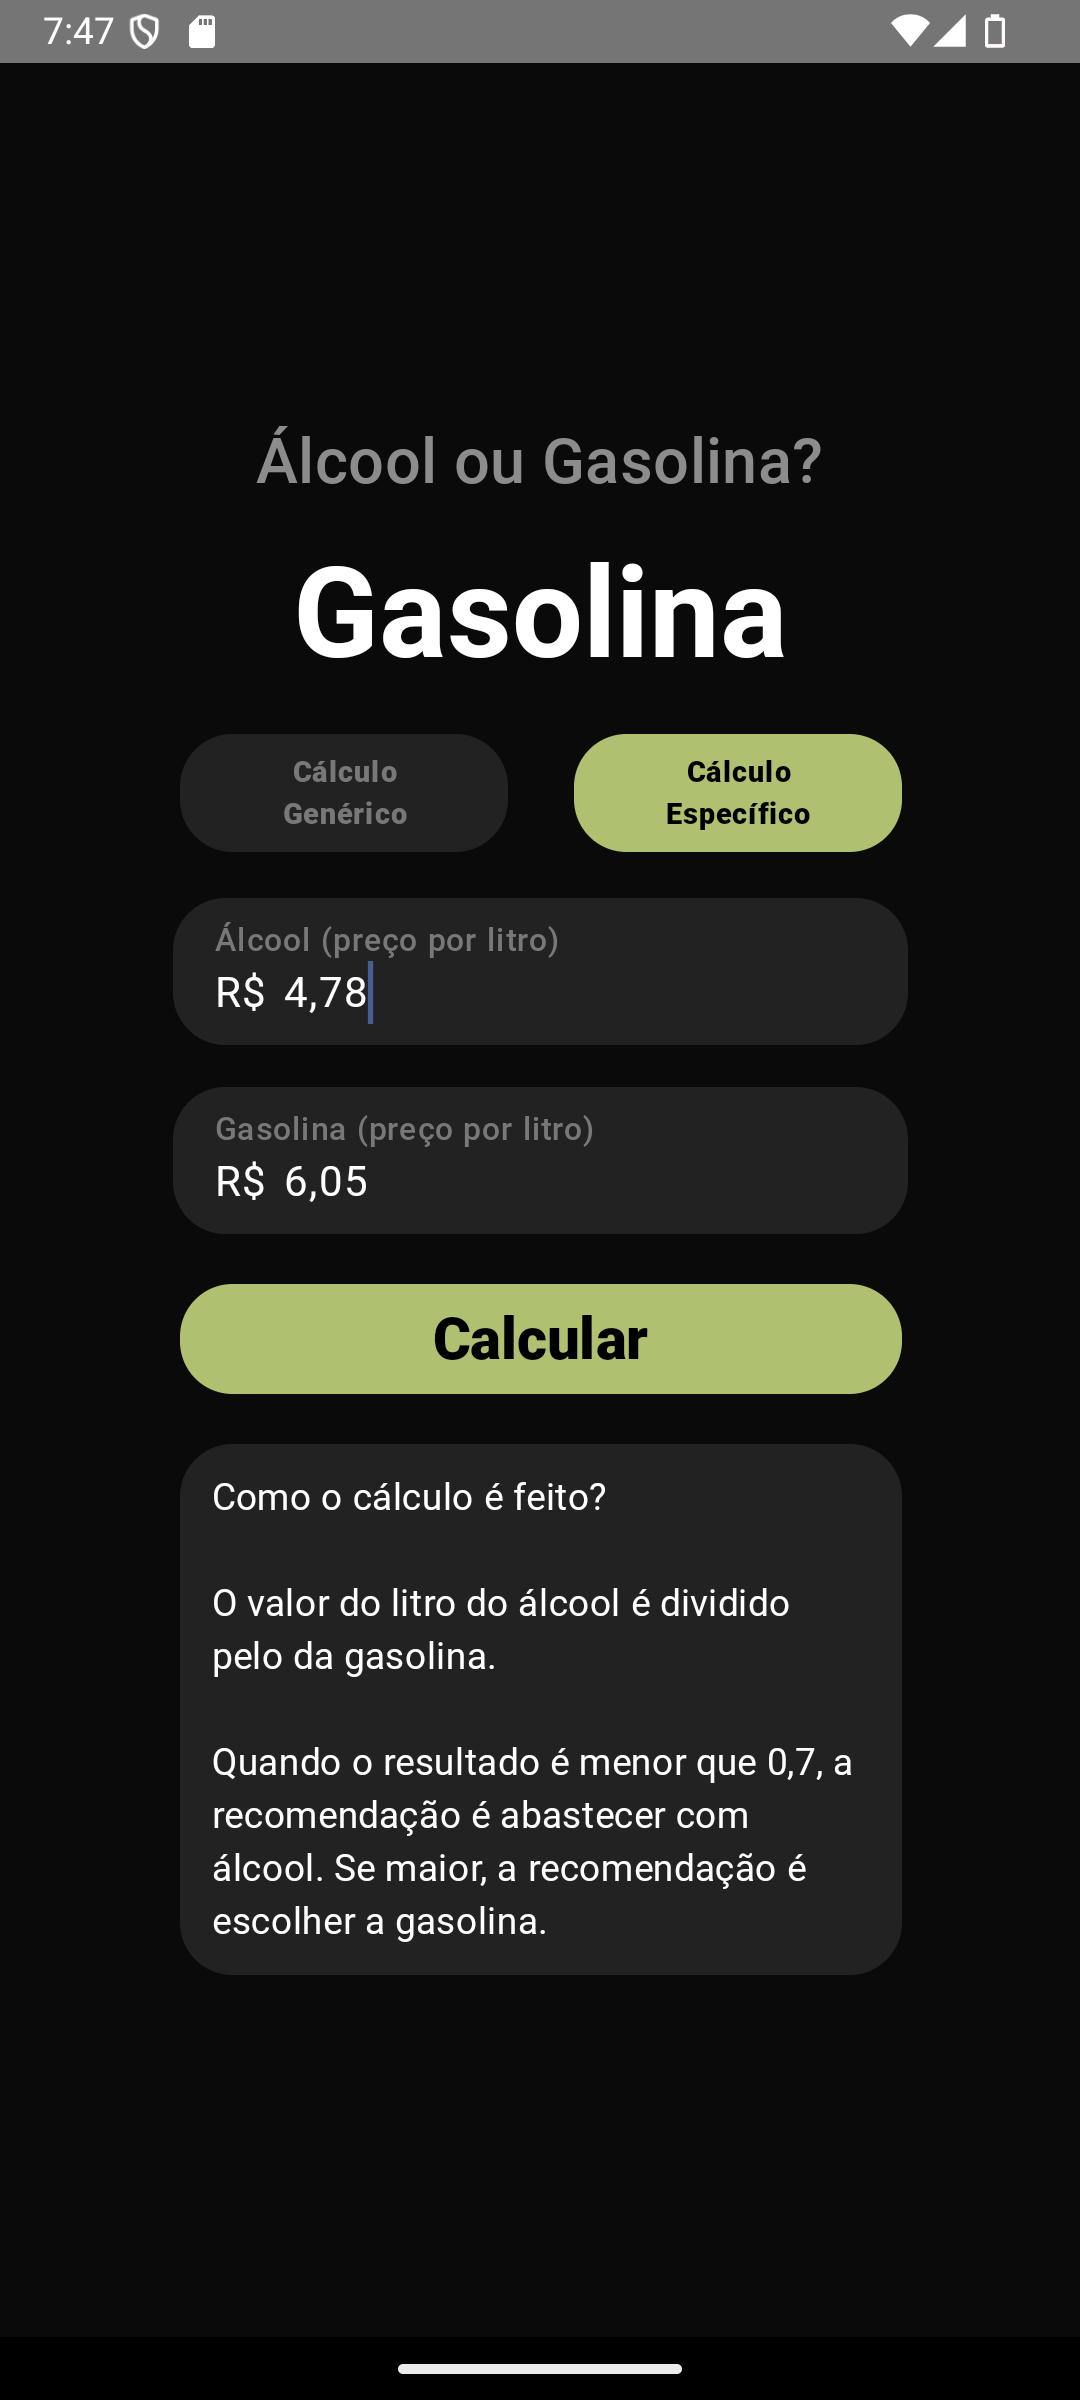 7:47
Álcool ou Gasolina?
Gasolina
Cálculo
Genérico
Cálculo
Específico
Álcool (preço por litro)
R$ 4,78
Gasolina (preço por litro)
R$ 6,05
Calcular
Como o cálculo é feito?
O valor do litro do álcool é dividido
pelo da gasolina.
Quando o resultado é menor que 0,7, a
recomendação é abastecer com
álcool. Se maior, a recomendação é
escolher a gasolina.